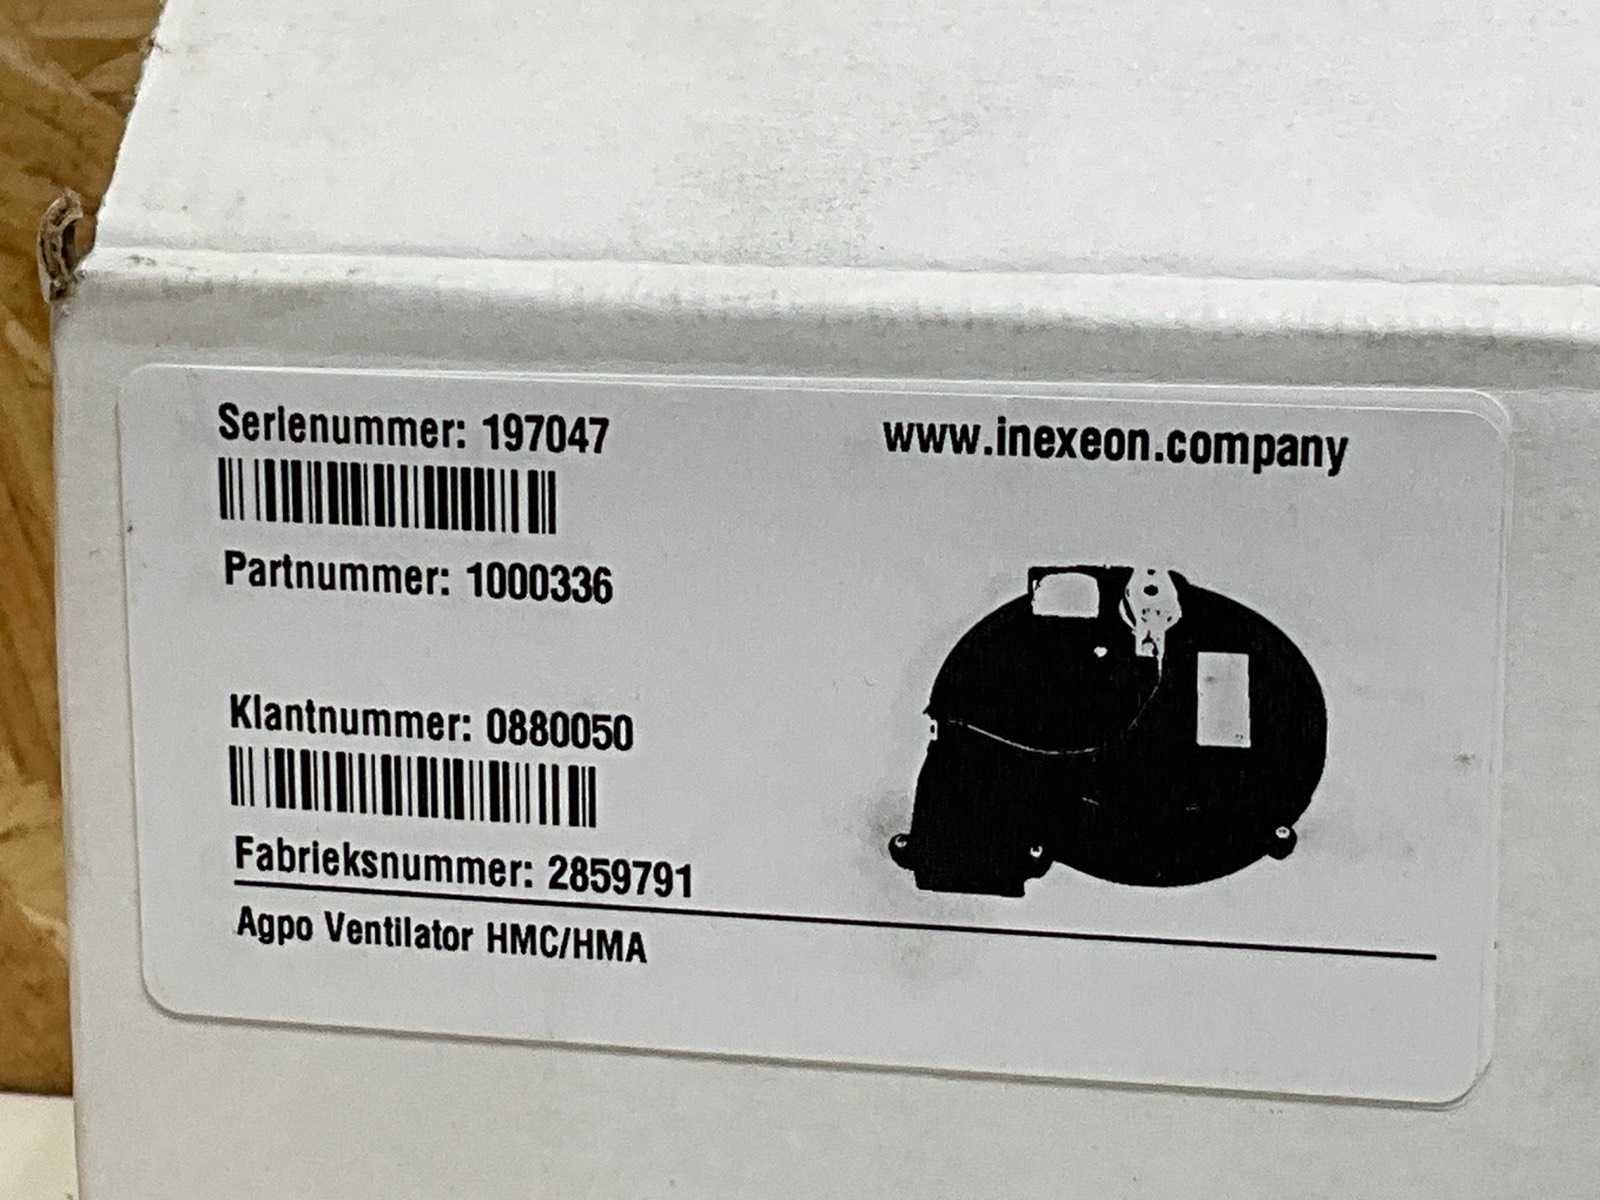 Serienummer: 197047
www.inexeon.company
Partnummer: 1000336
Klantnummer: 0880050
Fabrieksnummer: 2859791
Agpo Ventilator HMC/HMA